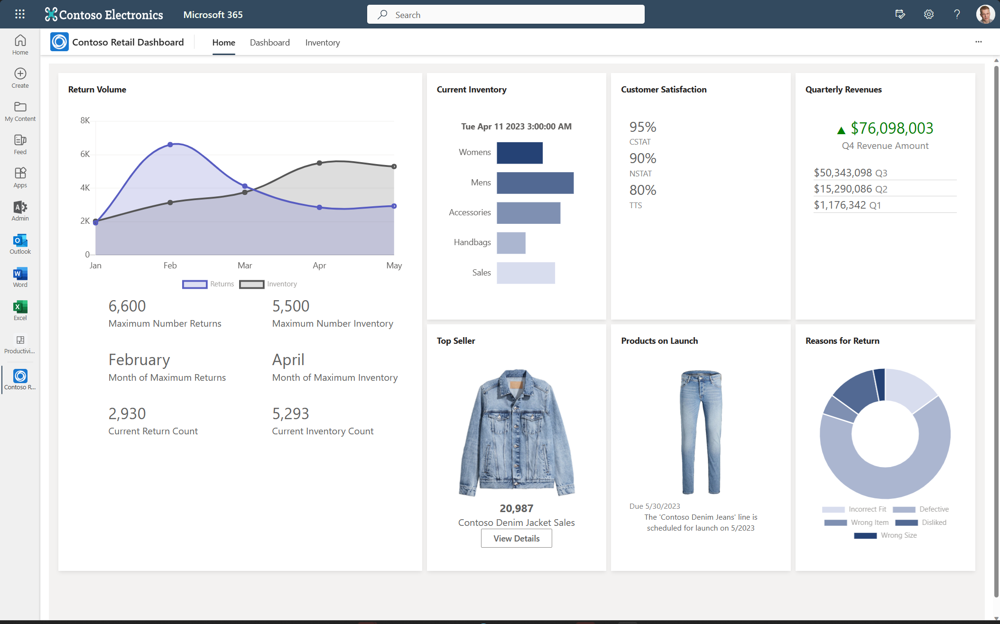 Contoso Electronics
Microsoft 365
Search
Home
Create
My Content
Feed
Apps
Admin
Outlook
Word
Excel
Productivi...
Contoso R...
Contoso Retail Dashboard
Home
Dashboard
Inventory
Return Volume
8K
6K
4K
2K
0
Jan
Feb
Mar
Apr
May
Returns
Inventory
6,600
Maximum Number Returns
5,500
Maximum Number Inventory
February
Month of Maximum Returns
April
Month of Maximum Inventory
2,930
Current Return Count
5,293
Current Inventory Count
Current Inventory
Tue Apr 11 2023 3:00:00 AM
Womens
Mens
Accessories
Handbags
Sales
Customer Satisfaction
95%
CSTAT
90%
NSTAT
80%
TTS
Quarterly Revenues
▲ $76,098,003
Q4 Revenue Amount
$50,343,098 Q3
$15,290,086 Q2
$1,176,342 Q1
Top Seller
20,987
Contoso Denim Jacket Sales
View Details
Products on Launch
Due 5/30/2023
The 'Contoso Denim Jeans' line is
scheduled for launch on 5/2023
Reasons for Return
Incorrect Fit
Defective
Wrong Item
Disliked
Wrong Size